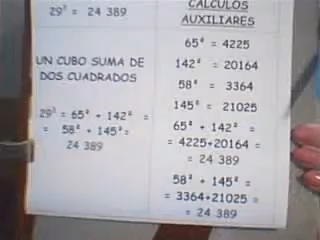 29³ = 24 389
UN CUBO SUMA DE
DOS CUADRADOS
29³ = 65² + 142² =
= 58² + 145² =
24 389
CALCULOS
AUXILIARES
65² = 4225
142² = 20164
58² = 3364
145² = 21025
65² + 142² =
= 4225+20164 =
= 24 389
58² + 145² =
= 3364+21025 =
= 24 389